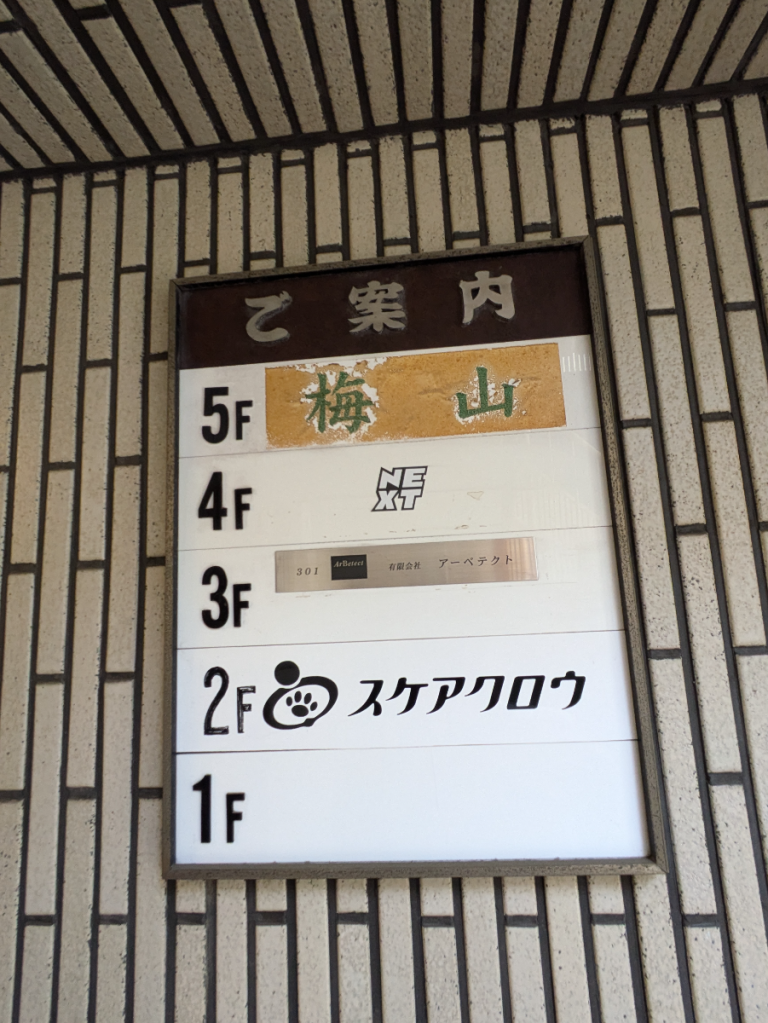 ご案内
5F 梅山
4F NEXT
3F 301 ArBetect 有限会社 アーベテクト
2F スケアクロウ
1F